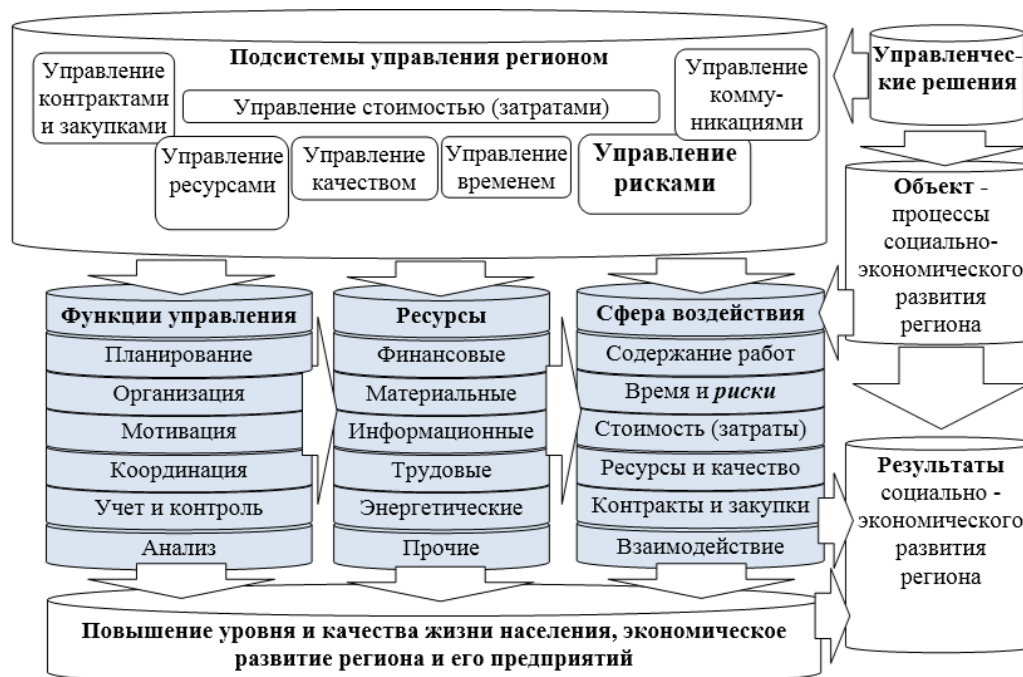 Подсистемы управления регионом
Управление
контрактами
и закупками
Управление стоимостью (затратами)
Управление
комму-
никациями
Управление
ресурсами
Управление
качеством
Управление
временем
Управление
рисками
Управленчес-
кие решения
Объект -
процессы
социально-
экономического
развития
региона
Функции управления
Планирование
Организация
Мотивация
Координация
Учет и контроль
Анализ
Ресурсы
Финансовые
Материальные
Информационные
Трудовые
Энергетические
Прочие
Сфера воздействия
Содержание работ
Время и риски
Стоимость (затраты)
Ресурсы и качество
Контракты и закупки
Взаимодействие
Результаты
социально -
экономического
развития
региона
Повышение уровня и качества жизни населения, экономическое
развитие региона и его предприятий